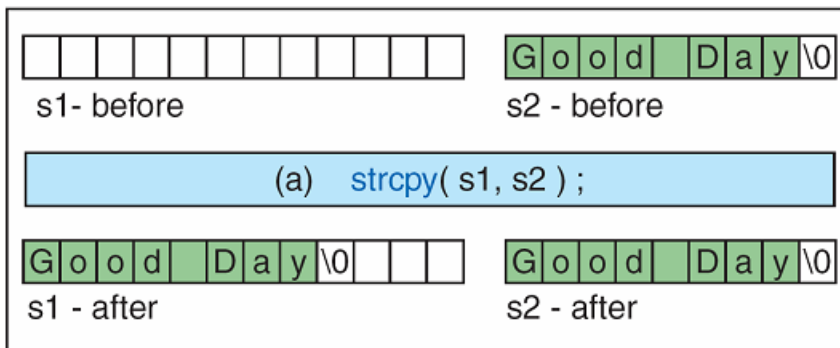 Good Day\0
s1- before s2 - before
(a) strcpy( s1, s2 ) ;
Good Day\0 Good Day\0
s1 - after s2 - after